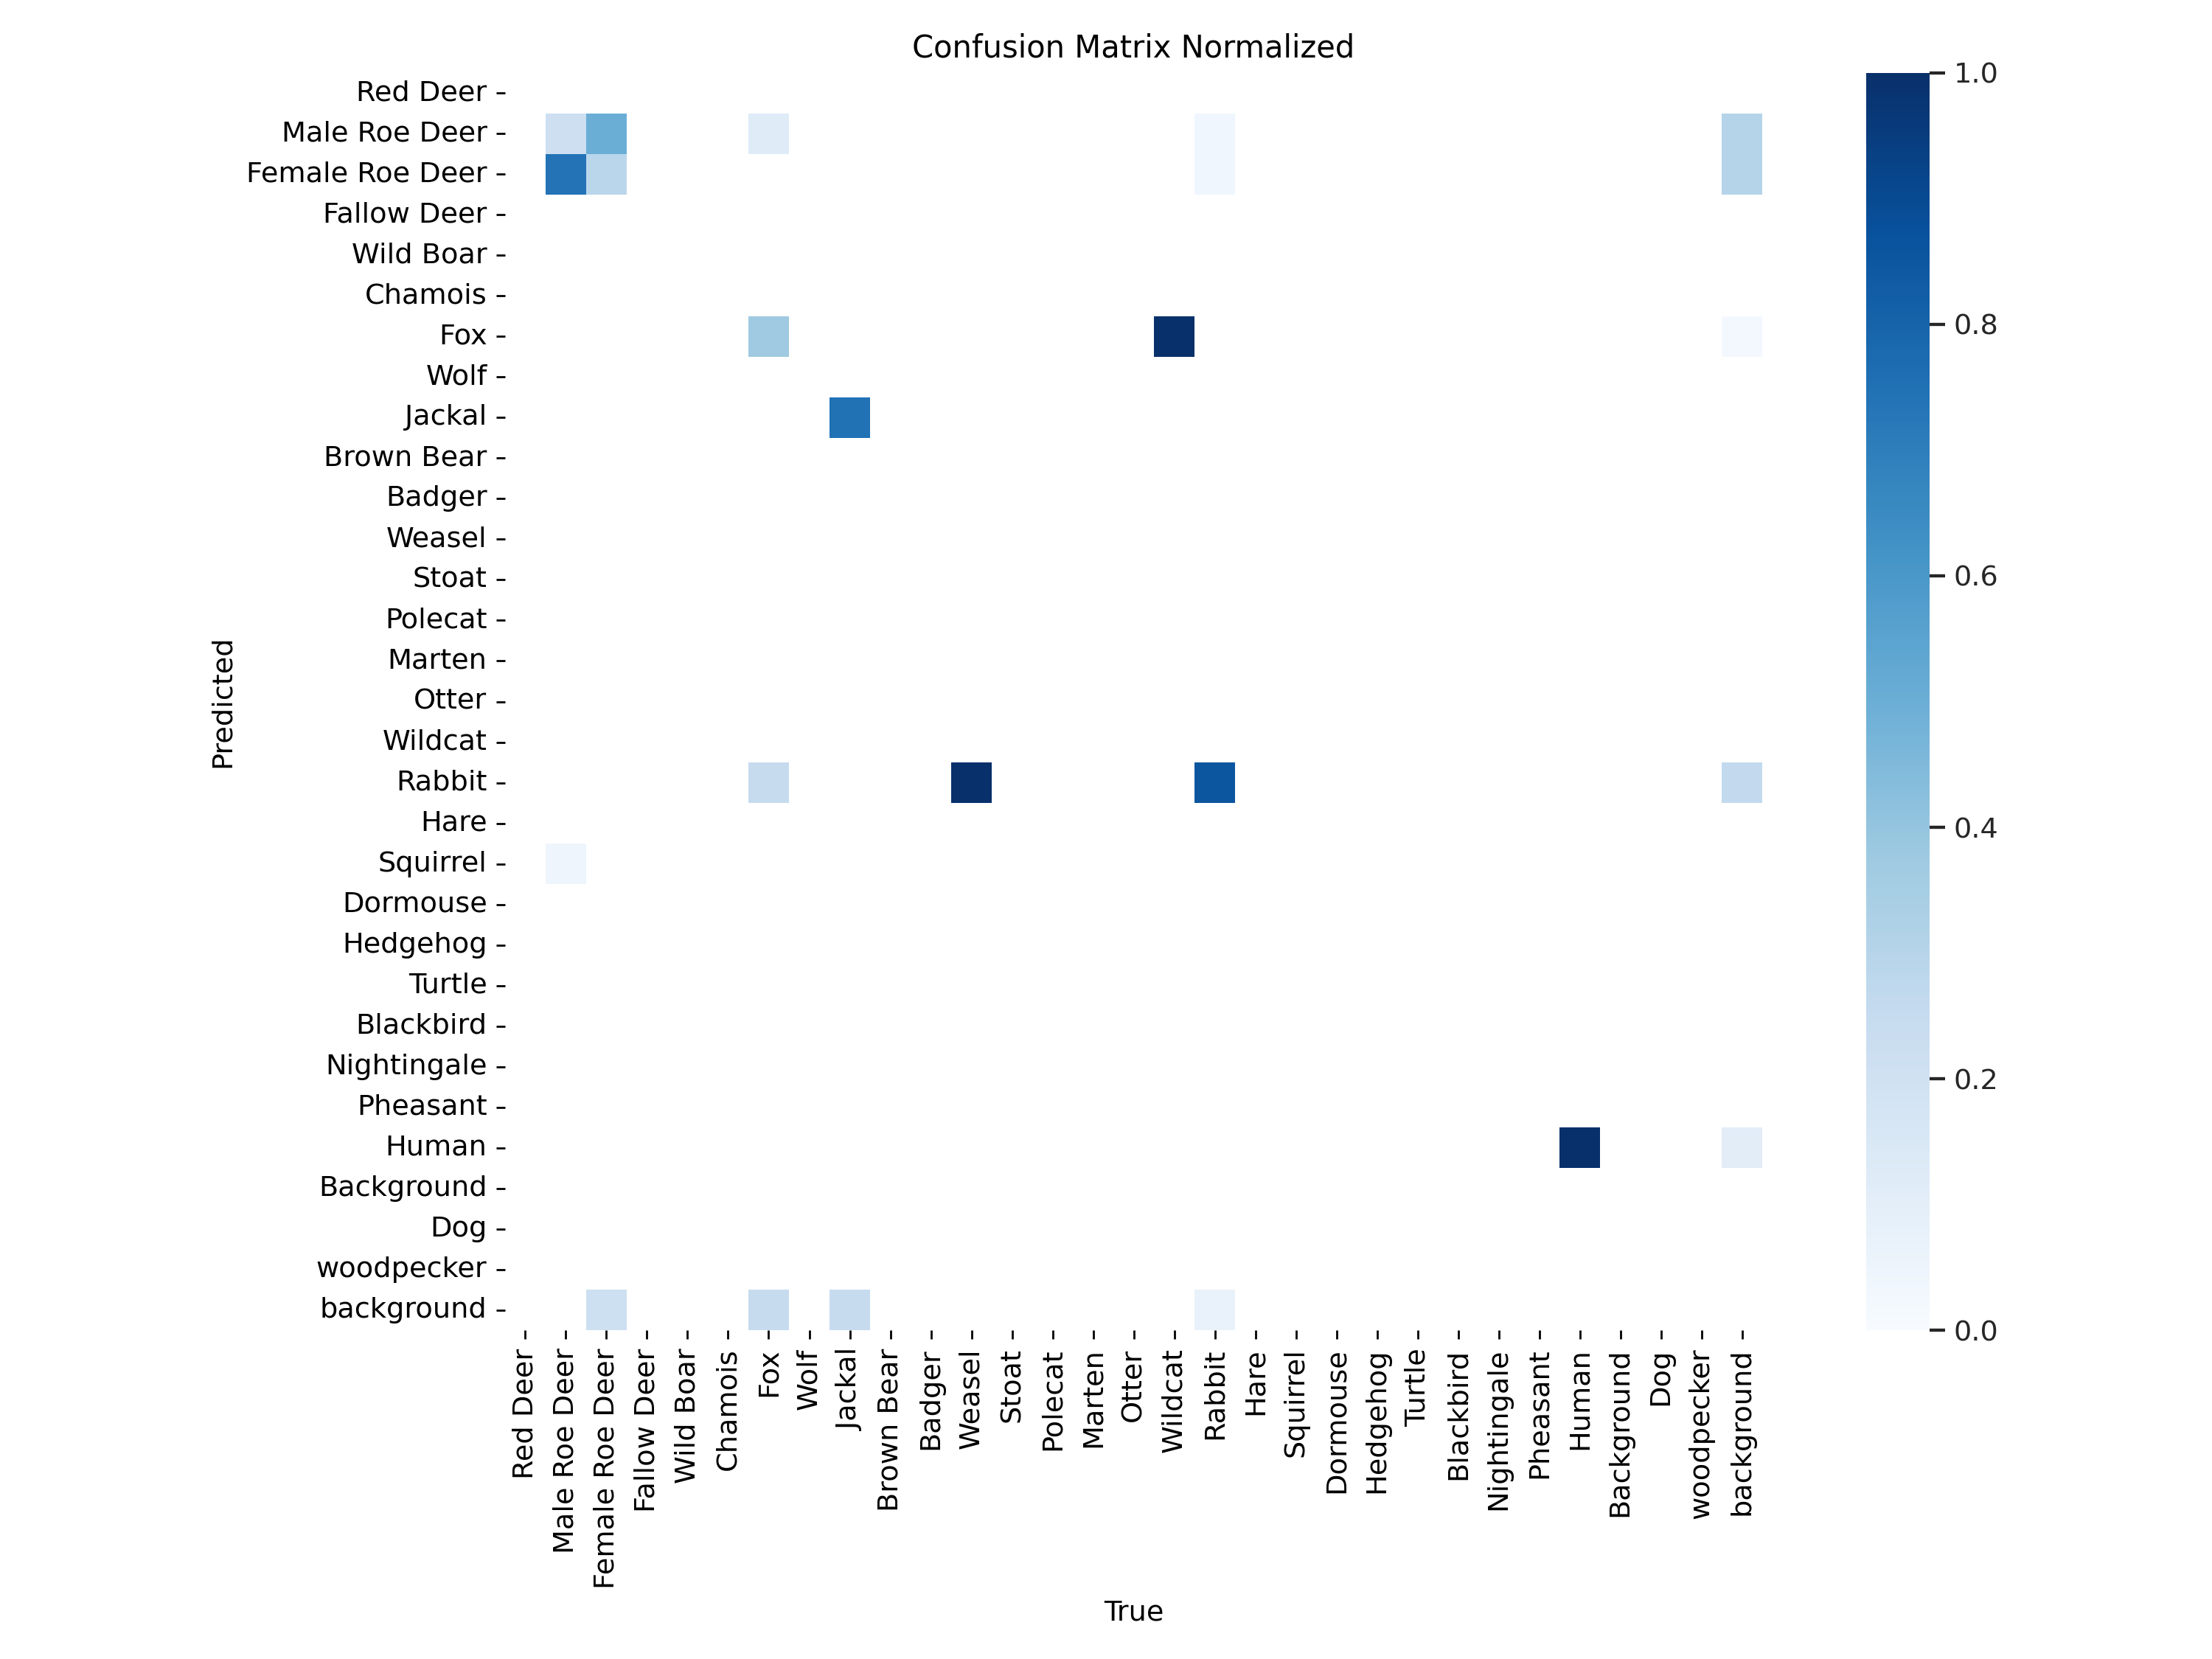 Confusion Matrix Normalized
Red Deer
Male Roe Deer
Female Roe Deer
Fallow Deer
Wild Boar
Chamois
Fox
Wolf
Jackal
Brown Bear
Badger
Weasel
Stoat
Polecat
Marten
Otter
Wildcat
Rabbit
Hare
Squirrel
Dormouse
Hedgehog
Turtle
Blackbird
Nightingale
Pheasant
Human
Background
Dog
woodpecker
background
Predicted
Red Deer
Male Roe Deer
Female Roe Deer
Fallow Deer
Wild Boar
Chamois
Fox
Wolf
Jackal
Brown Bear
Badger
Weasel
Stoat
Polecat
Marten
Otter
Wildcat
Rabbit
Hare
Squirrel
Dormouse
Hedgehog
Turtle
Blackbird
Nightingale
Pheasant
Human
Background
Dog
woodpecker
background
True
1.0
0.8
0.6
0.4
0.2
0.0